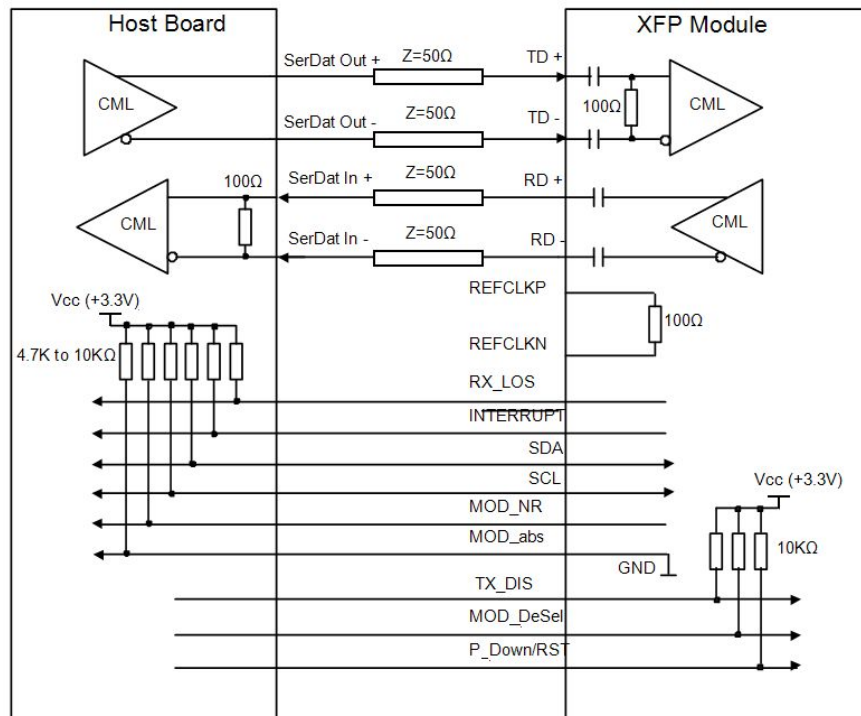 Host Board
XFP Module
SerDat Out +
Z=50Ω
TD +
CML
100Ω
CML
SerDat Out -
Z=50Ω
TD -
SerDat In +
Z=50Ω
RD +
100Ω
CML
CML
SerDat In -
Z=50Ω
RD -
REFCLKP
100Ω
REFCLKN
Vcc (+3.3V)
4.7K to 10KΩ
RX_LOS
INTERRUPT
SDA
SCL
Vcc (+3.3V)
MOD_NR
MOD_abs
10KΩ
GND
TX_DIS
MOD_DeSel
P_Down/RST